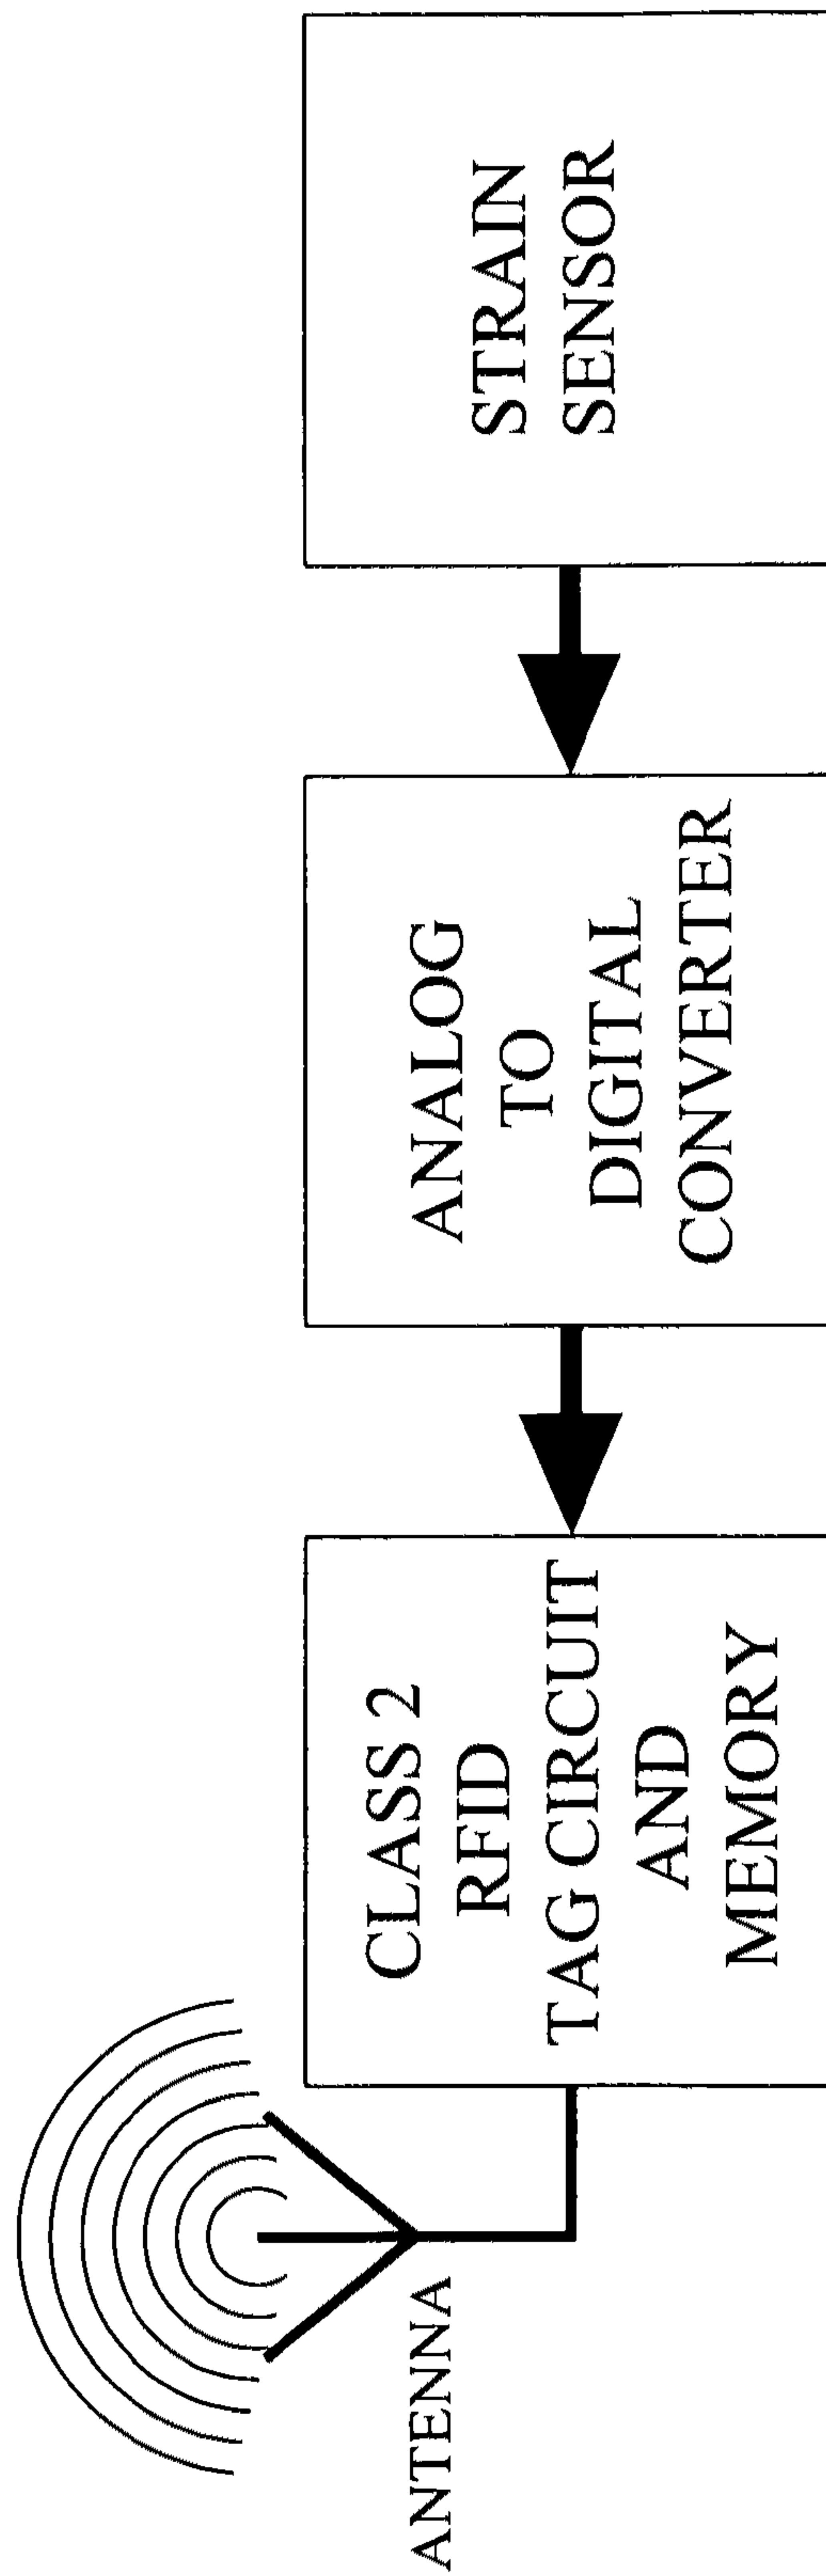 ANTENNA
CLASS 2
RFID
TAG CIRCUIT
AND
MEMORY
ANALOG
TO
DIGITAL
CONVERTER
STRAIN
SENSOR